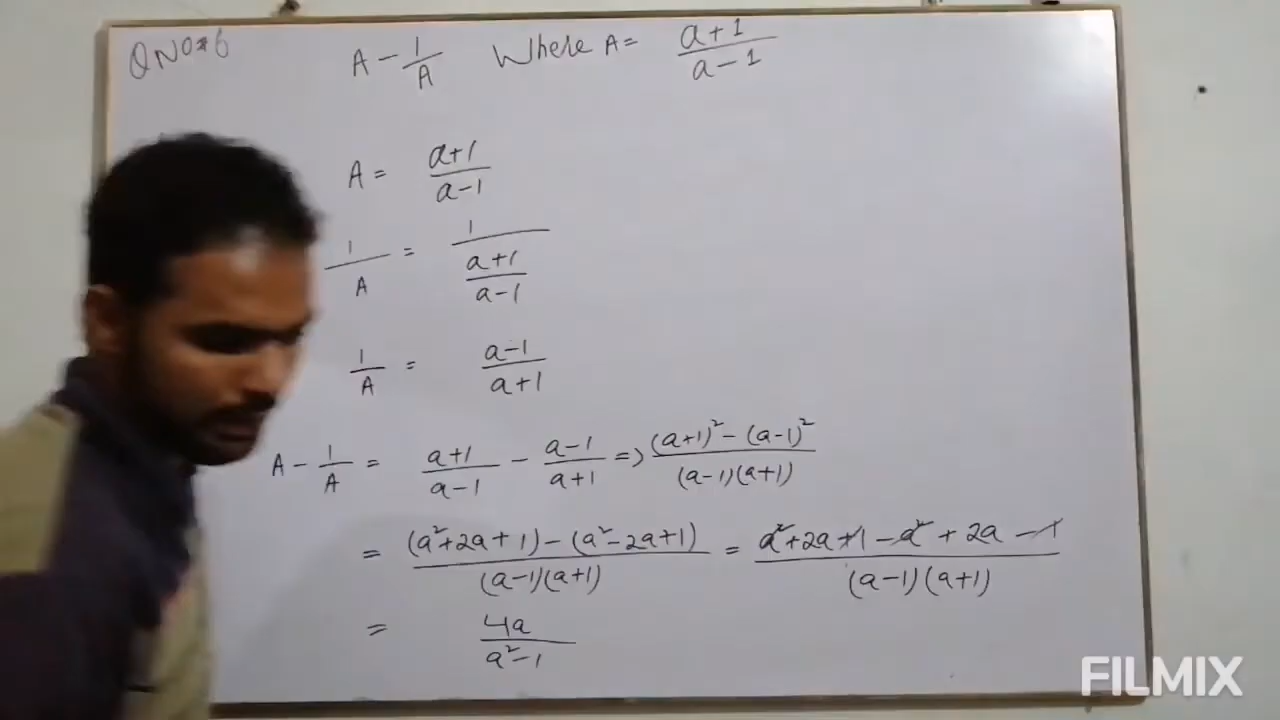 QNO#6 A - 1/A Where A = (a+1)/(a-1)
A = (a+1)/(a-1)
1/A = 1/((a+1)/(a-1))
1/A = (a-1)/(a+1)
A - 1/A = (a+1)/(a-1) - (a-1)/(a+1) => ((a+1)² - (a-1)²)/((a-1)(a+1))
= ((a²+2a+1) - (a²-2a+1))/((a-1)(a+1)) = (a²+2a+1-a²+2a-1)/((a-1)(a+1))
= 4a/(a²-1)
FILMIX